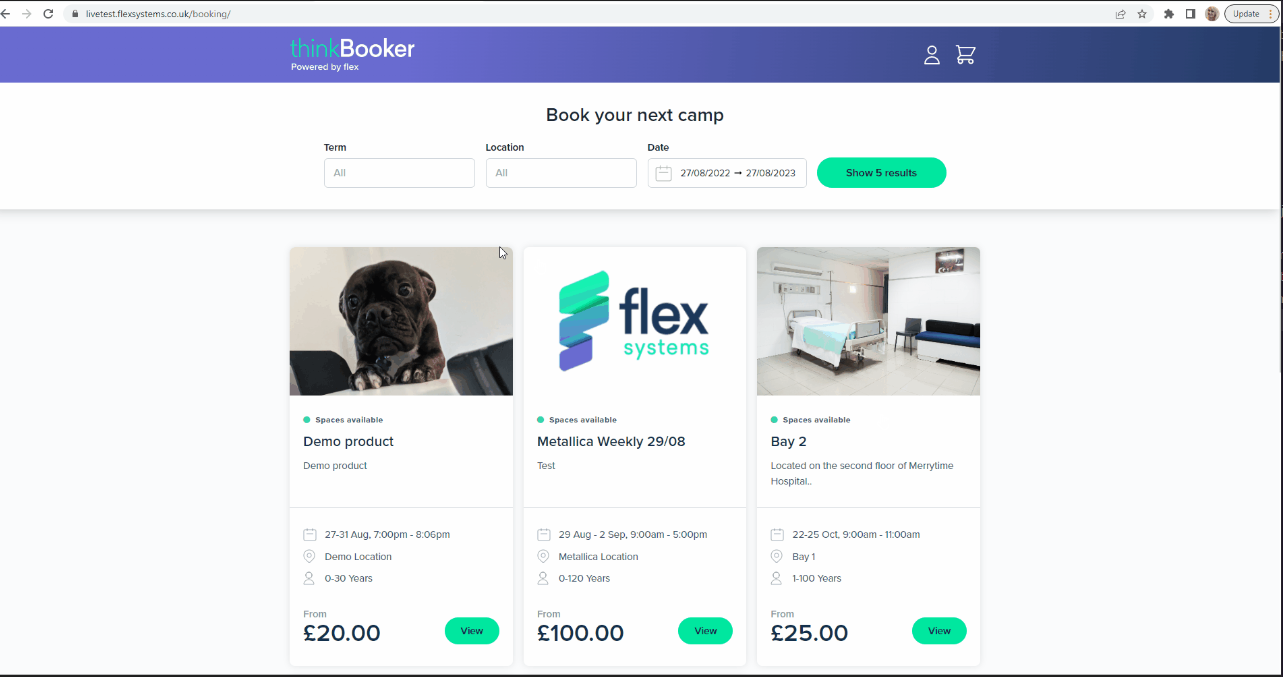 livetest.flexsystems.co.uk/booking/
Update
thinkBooker
Powered by flex
Book your next camp
Term
Location
Date
All
All
27/08/2022 → 27/08/2023
Show 5 results
flex
systems
Spaces available
Demo product
Demo product
27-31 Aug, 7:00pm - 8:06pm
Demo Location
0-30 Years
From
£20.00
View
Spaces available
Metallica Weekly 29/08
Test
29 Aug - 2 Sep, 9:00am - 5:00pm
Metallica Location
0-120 Years
From
£100.00
View
Spaces available
Bay 2
Located on the second floor of Merrytime
Hospital..
22-25 Oct, 9:00am - 11:00am
Bay 1
1-100 Years
From
£25.00
View